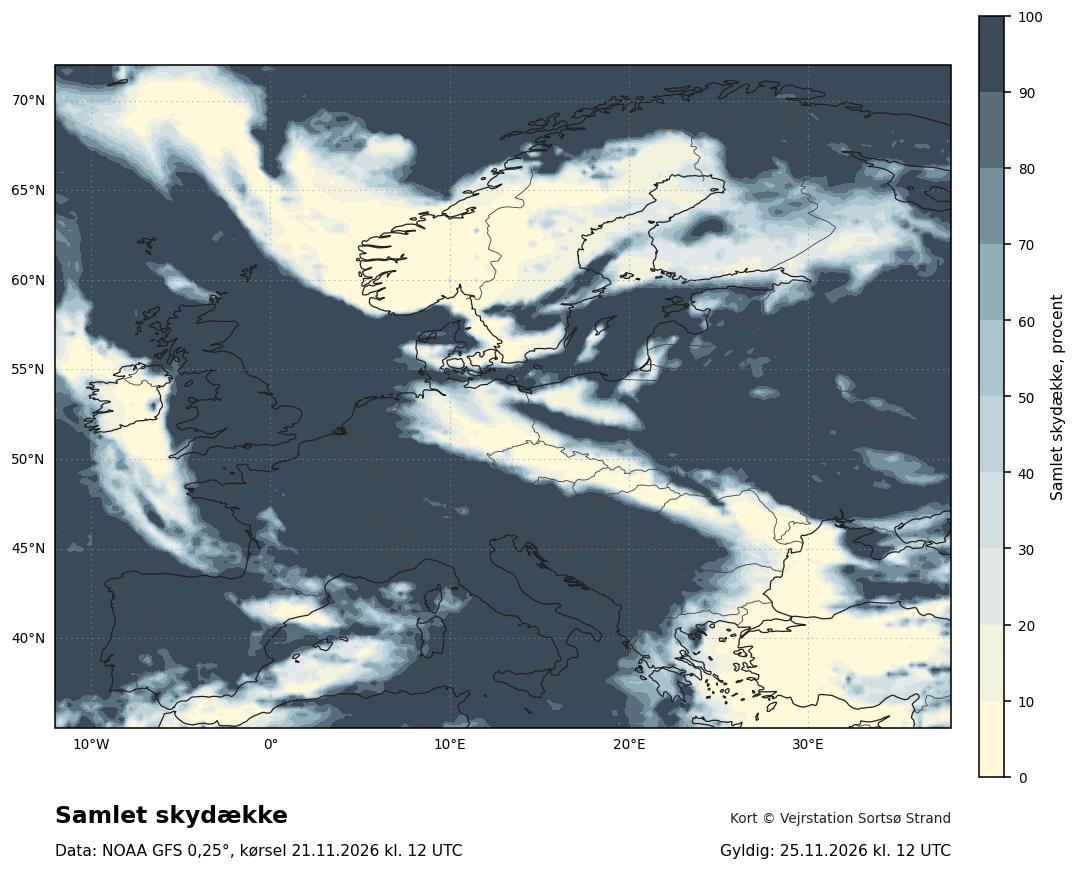 100
90
80
70
60
50
40
30
20
10
0
Samlet skydække, procent
70°N
65°N
60°N
55°N
50°N
45°N
40°N
10°W
0°
10°E
20°E
30°E
Samlet skydække
Kort © Vejrstation Sortsø Strand
Data: NOAA GFS 0,25°, kørsel 21.11.2026 kl. 12 UTC
Gyldig: 25.11.2026 kl. 12 UTC